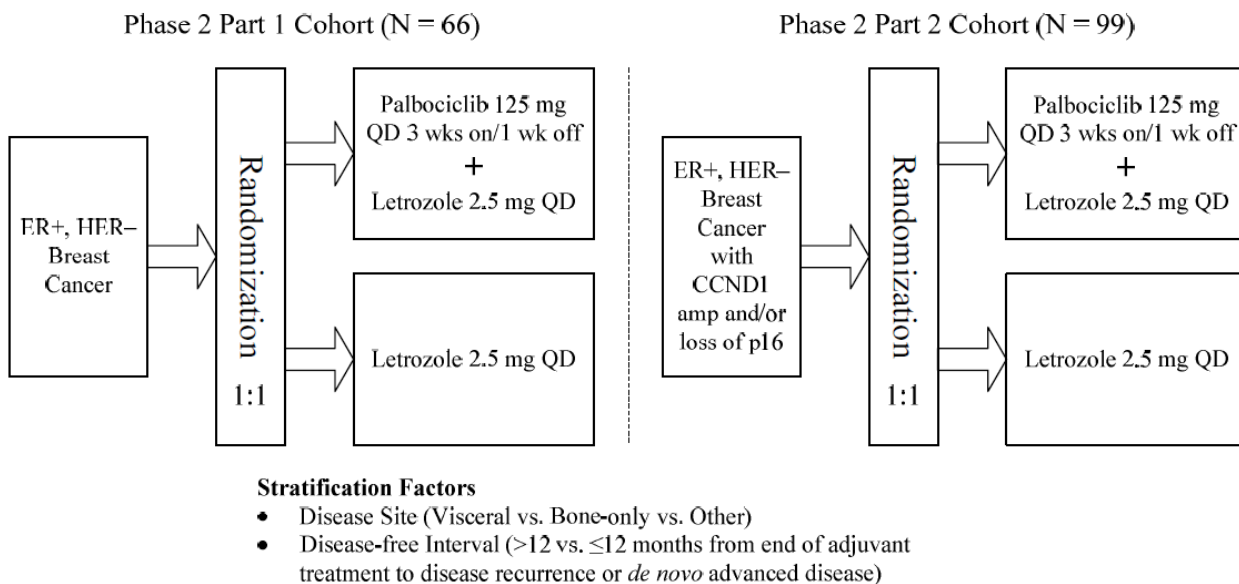 Phase 2 Part 1 Cohort (N = 66)
ER+, HER–
Breast
Cancer
Randomization
1:1
Palbociclib 125 mg
QD 3 wks on/1 wk off
+
Letrozole 2.5 mg QD
Letrozole 2.5 mg QD
Phase 2 Part 2 Cohort (N = 99)
ER+, HER–
Breast
Cancer
with
CCND1
amp and/or
loss of p16
Randomization
1:1
Palbociclib 125 mg
QD 3 wks on/1 wk off
+
Letrozole 2.5 mg QD
Letrozole 2.5 mg QD
Stratification Factors
• Disease Site (Visceral vs. Bone-only vs. Other)
• Disease-free Interval (>12 vs. ≤12 months from end of adjuvant
treatment to disease recurrence or de novo advanced disease)